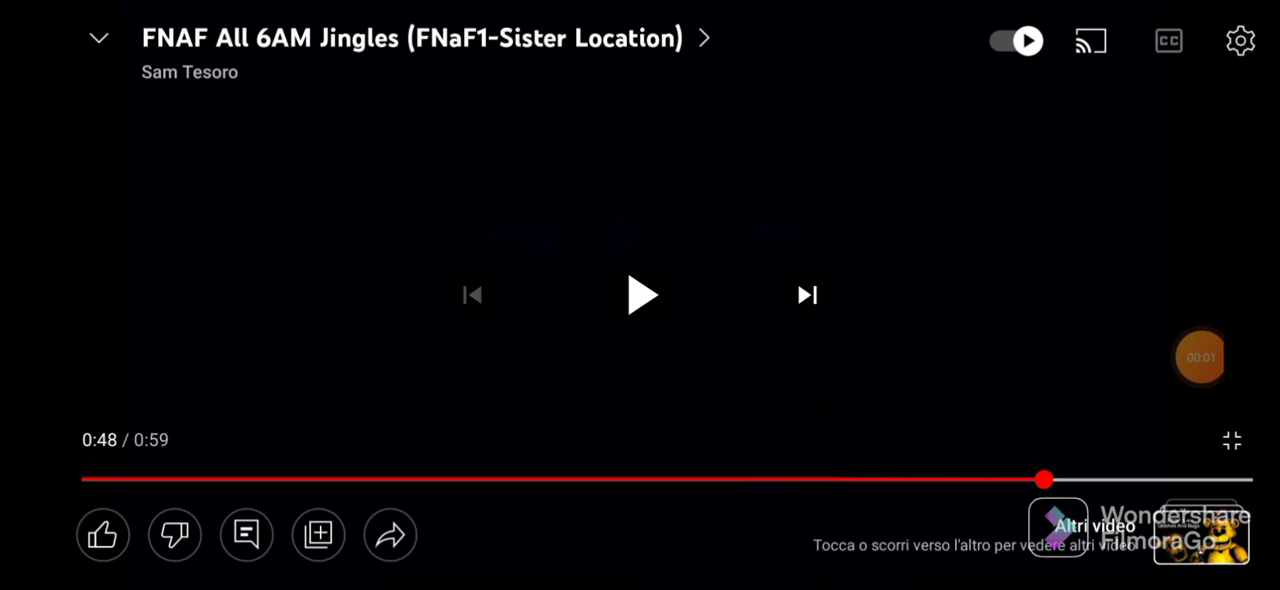 FNAF All 6AM Jingles (FNaF1-Sister Location)
Sam Tesoro
CC
00:01
0:48 / 0:59
Altri video
Tocca o scorri verso l'altro per vedere altri video
Wondershare
FilmoraGo